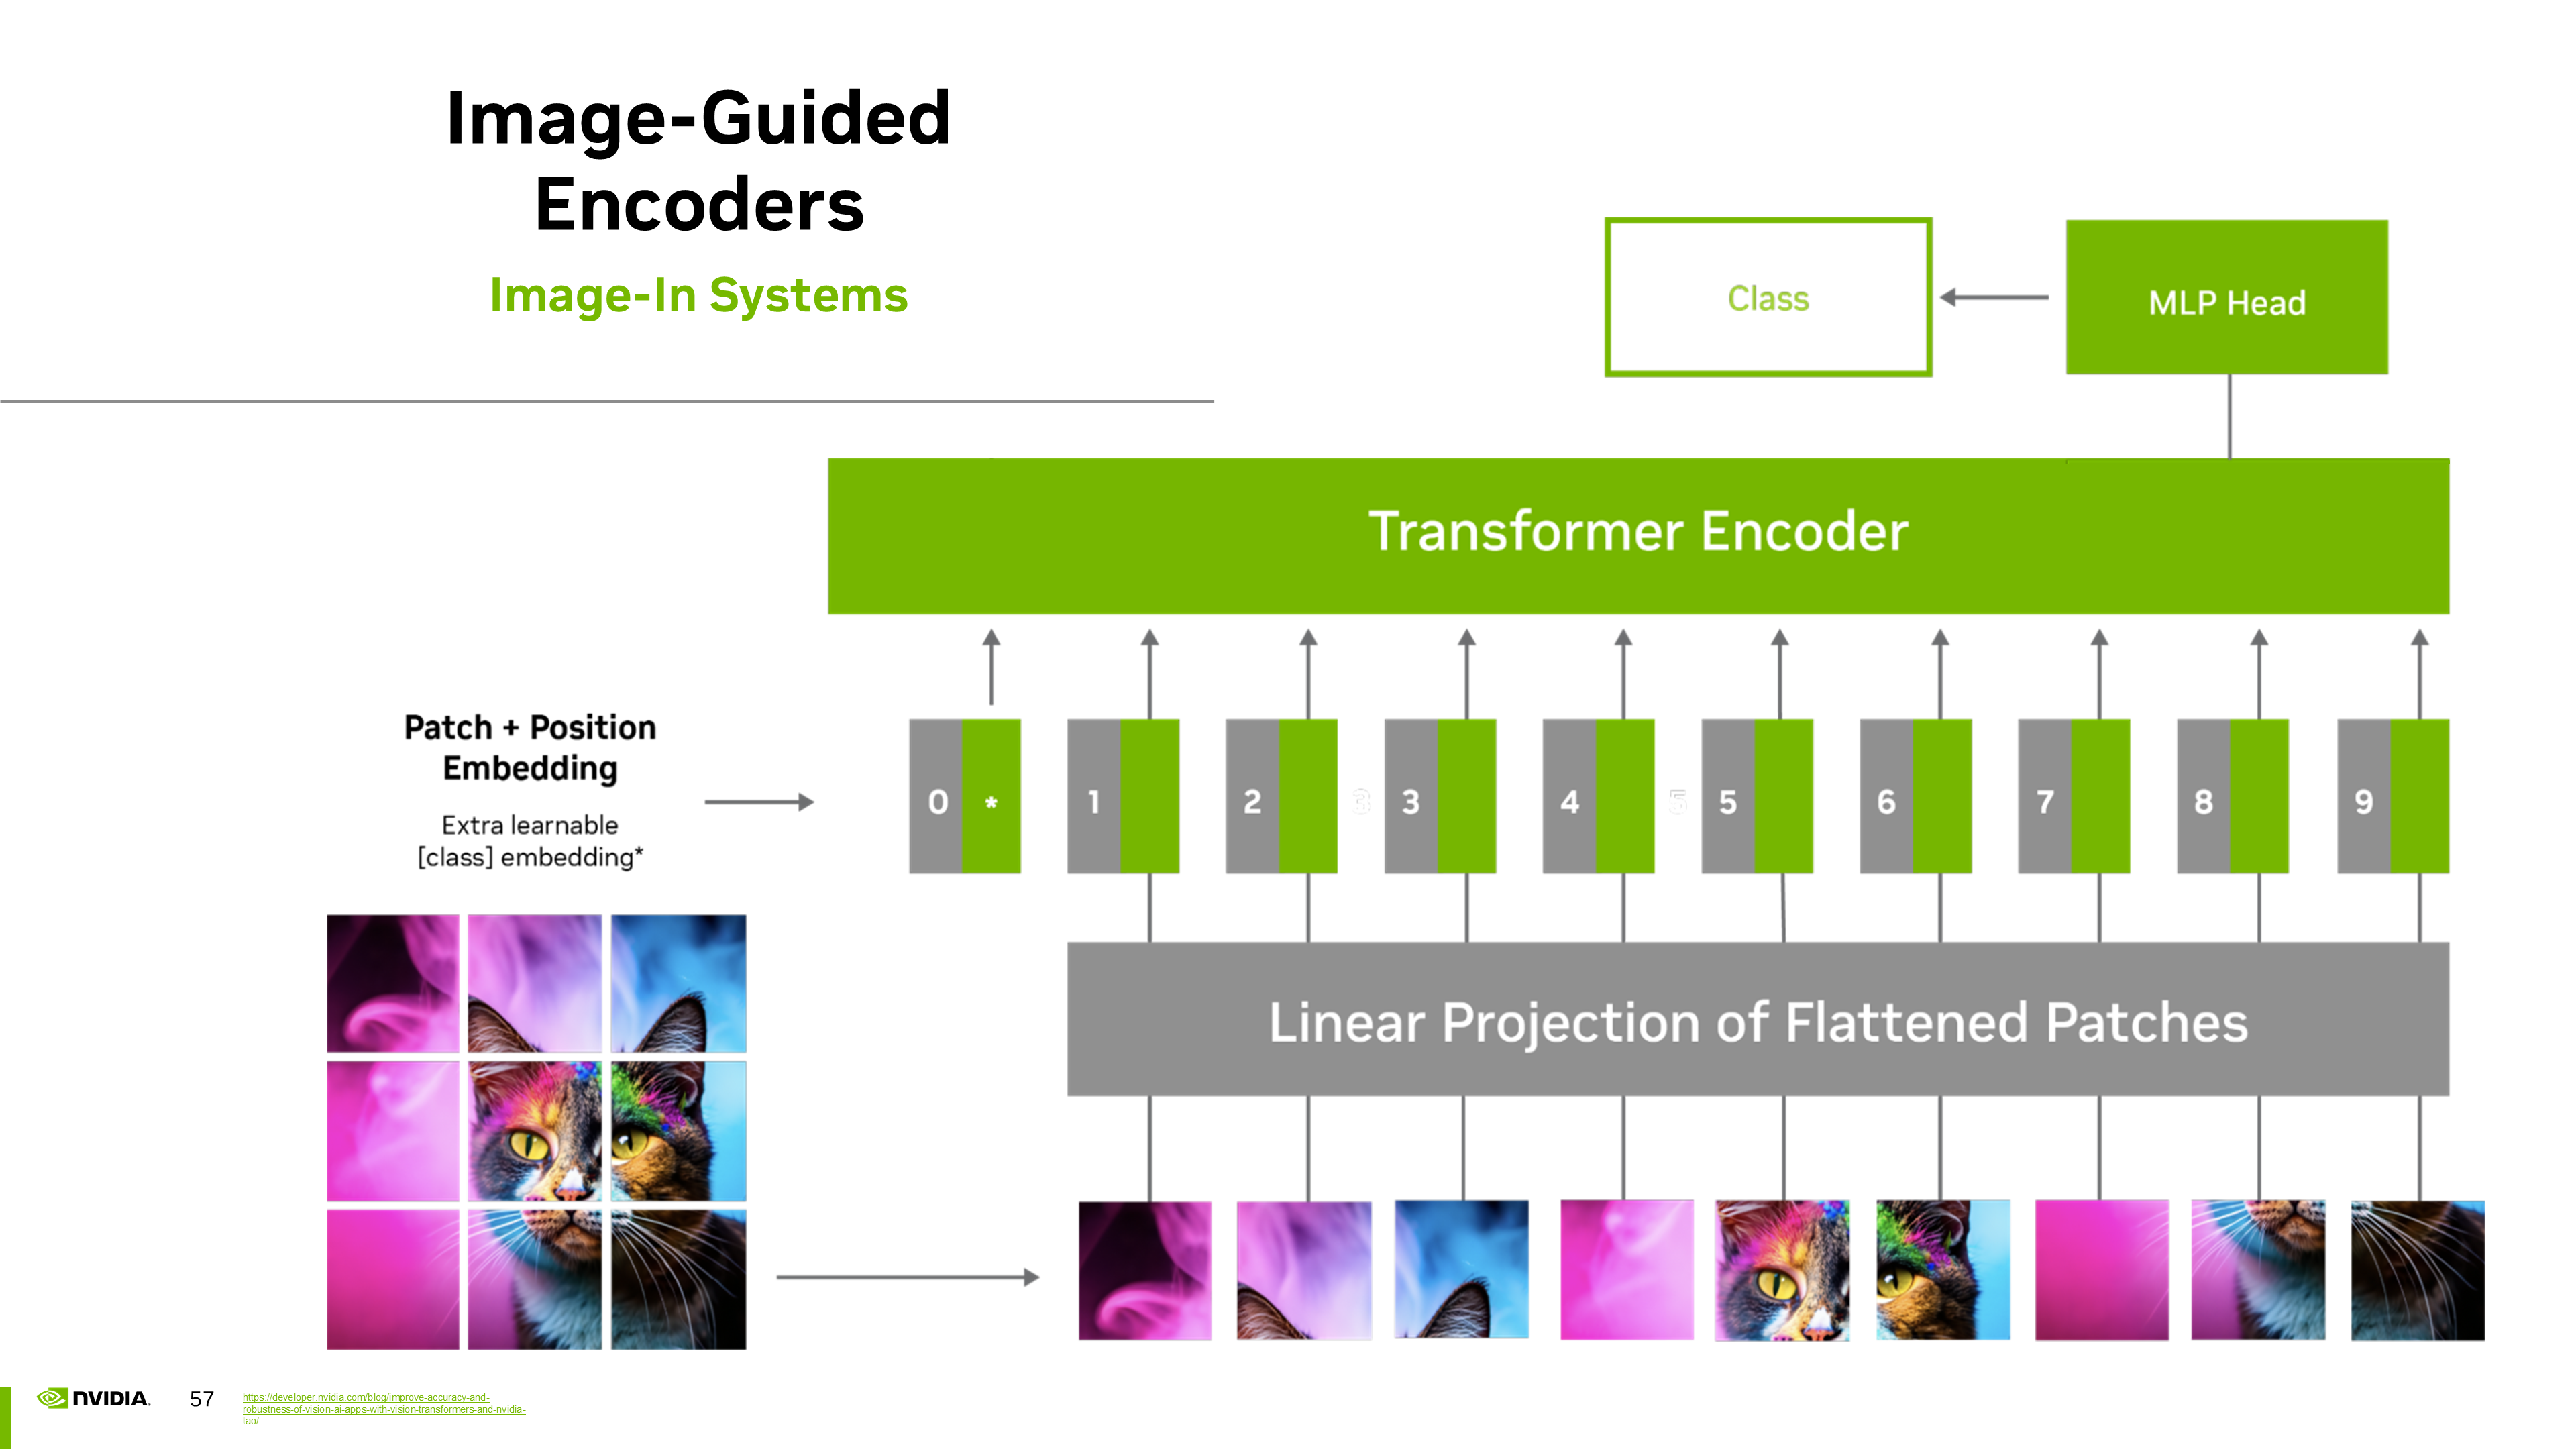 Image-Guided
Encoders
Image-In Systems
Class
MLP Head
Transformer Encoder
Patch + Position
Embedding
Extra learnable
[class] embedding*
0 * 1 2 3 3 4 5 5 6 7 8 9
Linear Projection of Flattened Patches
NVIDIA. 57
https://developer.nvidia.com/blog/improve-accuracy-and-
robustness-of-vision-ai-apps-with-vision-transformers-and-nvidia-
tao/